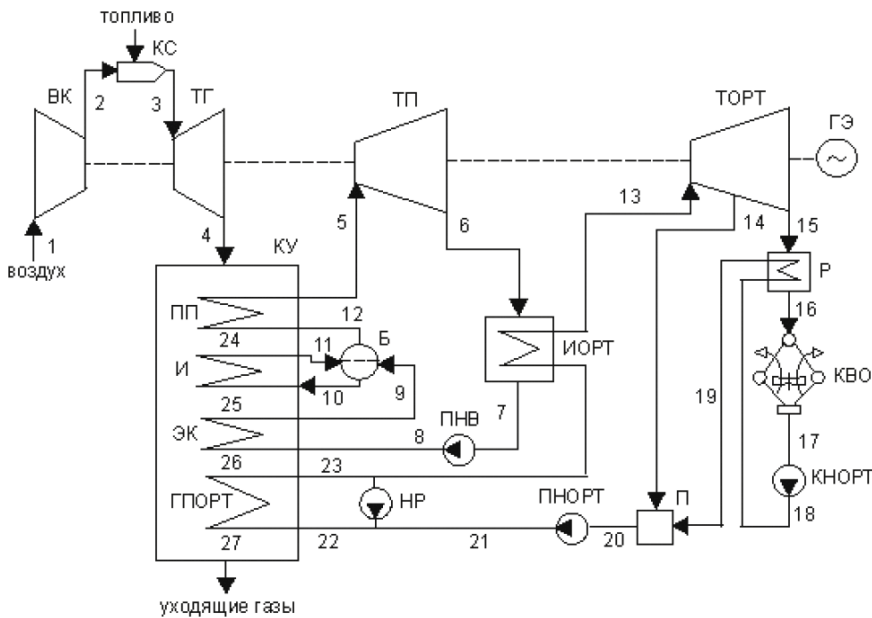 топливо
КС
ВК
2
3
ТГ
ТП
ТОРТ
ГЭ
~
1
воздух
4
КУ
5
6
13
14
15
Р
16
ПП
12
Б
24
11
И
10
9
ИОРТ
КВО
19
25
7
ПНВ
ЭК
8
17
26
23
КНОРТ
ГПОРТ
НР
ПНОРТ
П
18
27
22
21
20
уходящие газы